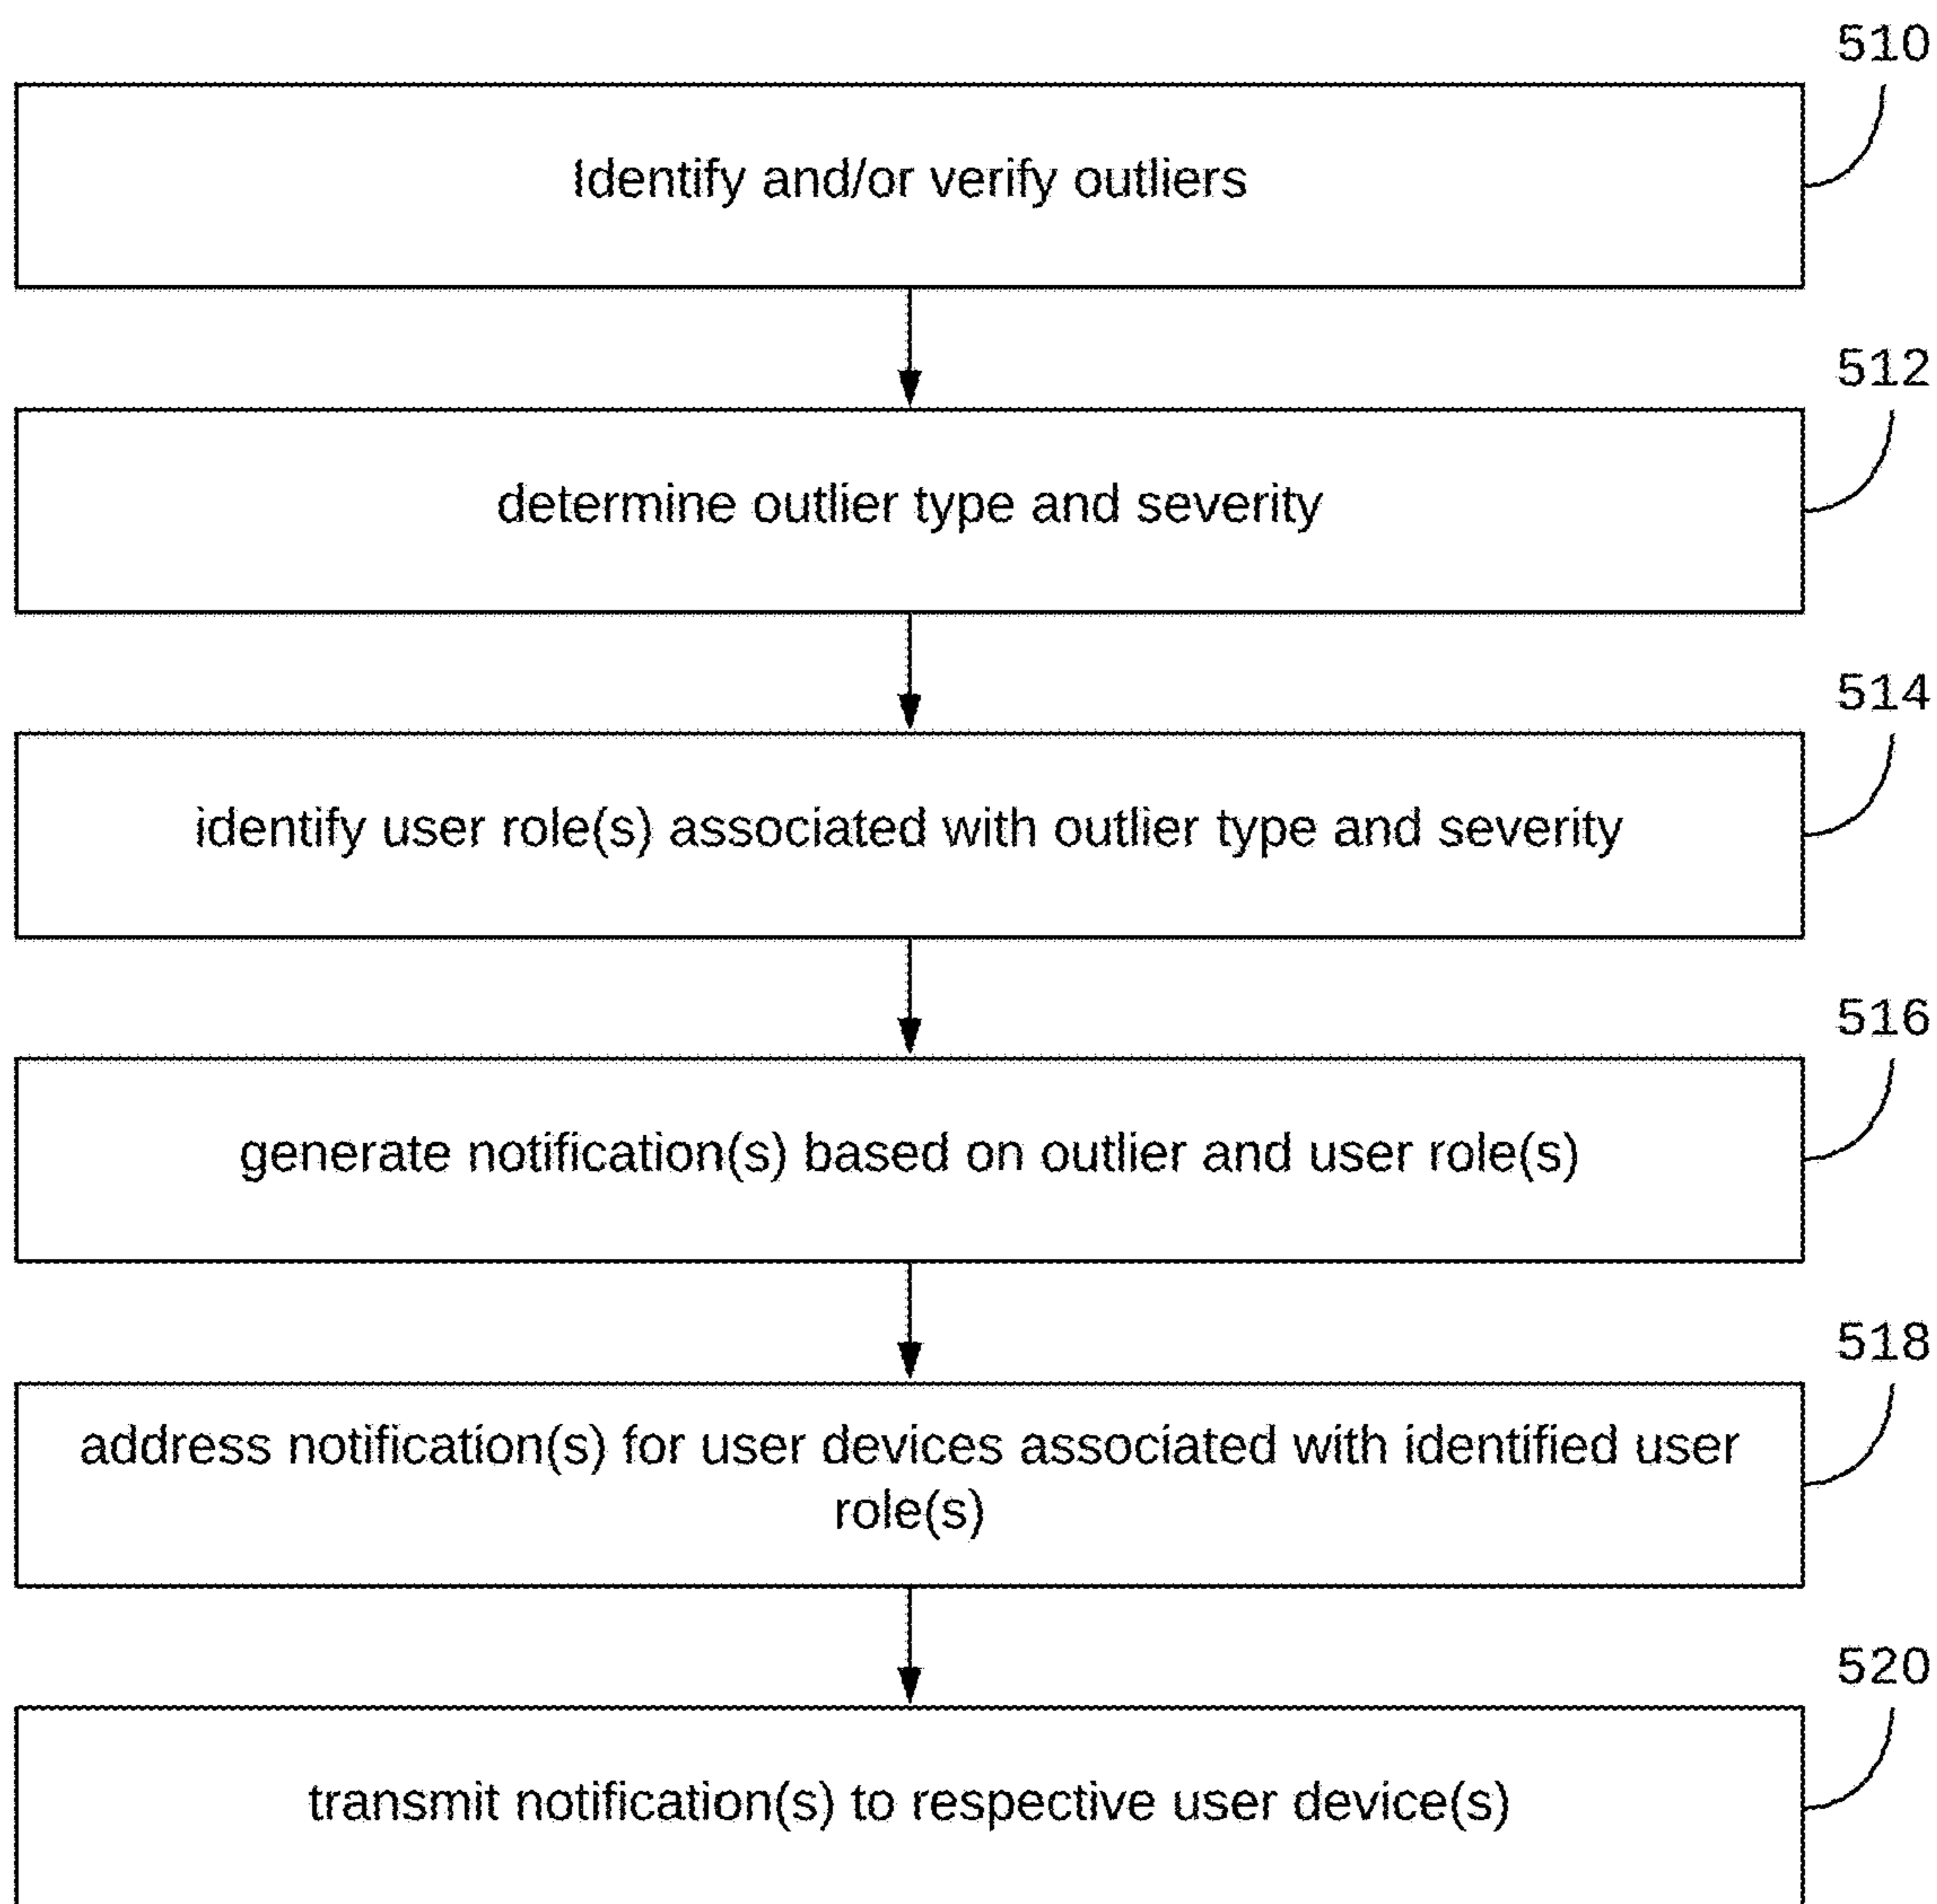 510
Identify and/or verify outliers
512
determine outlier type and severity
514
identify user role(s) associated with outlier type and severity
516
generate notification(s) based on outlier and user role(s)
518
address notification(s) for user devices associated with identified user
role(s)
520
transmit notification(s) to respective user device(s)